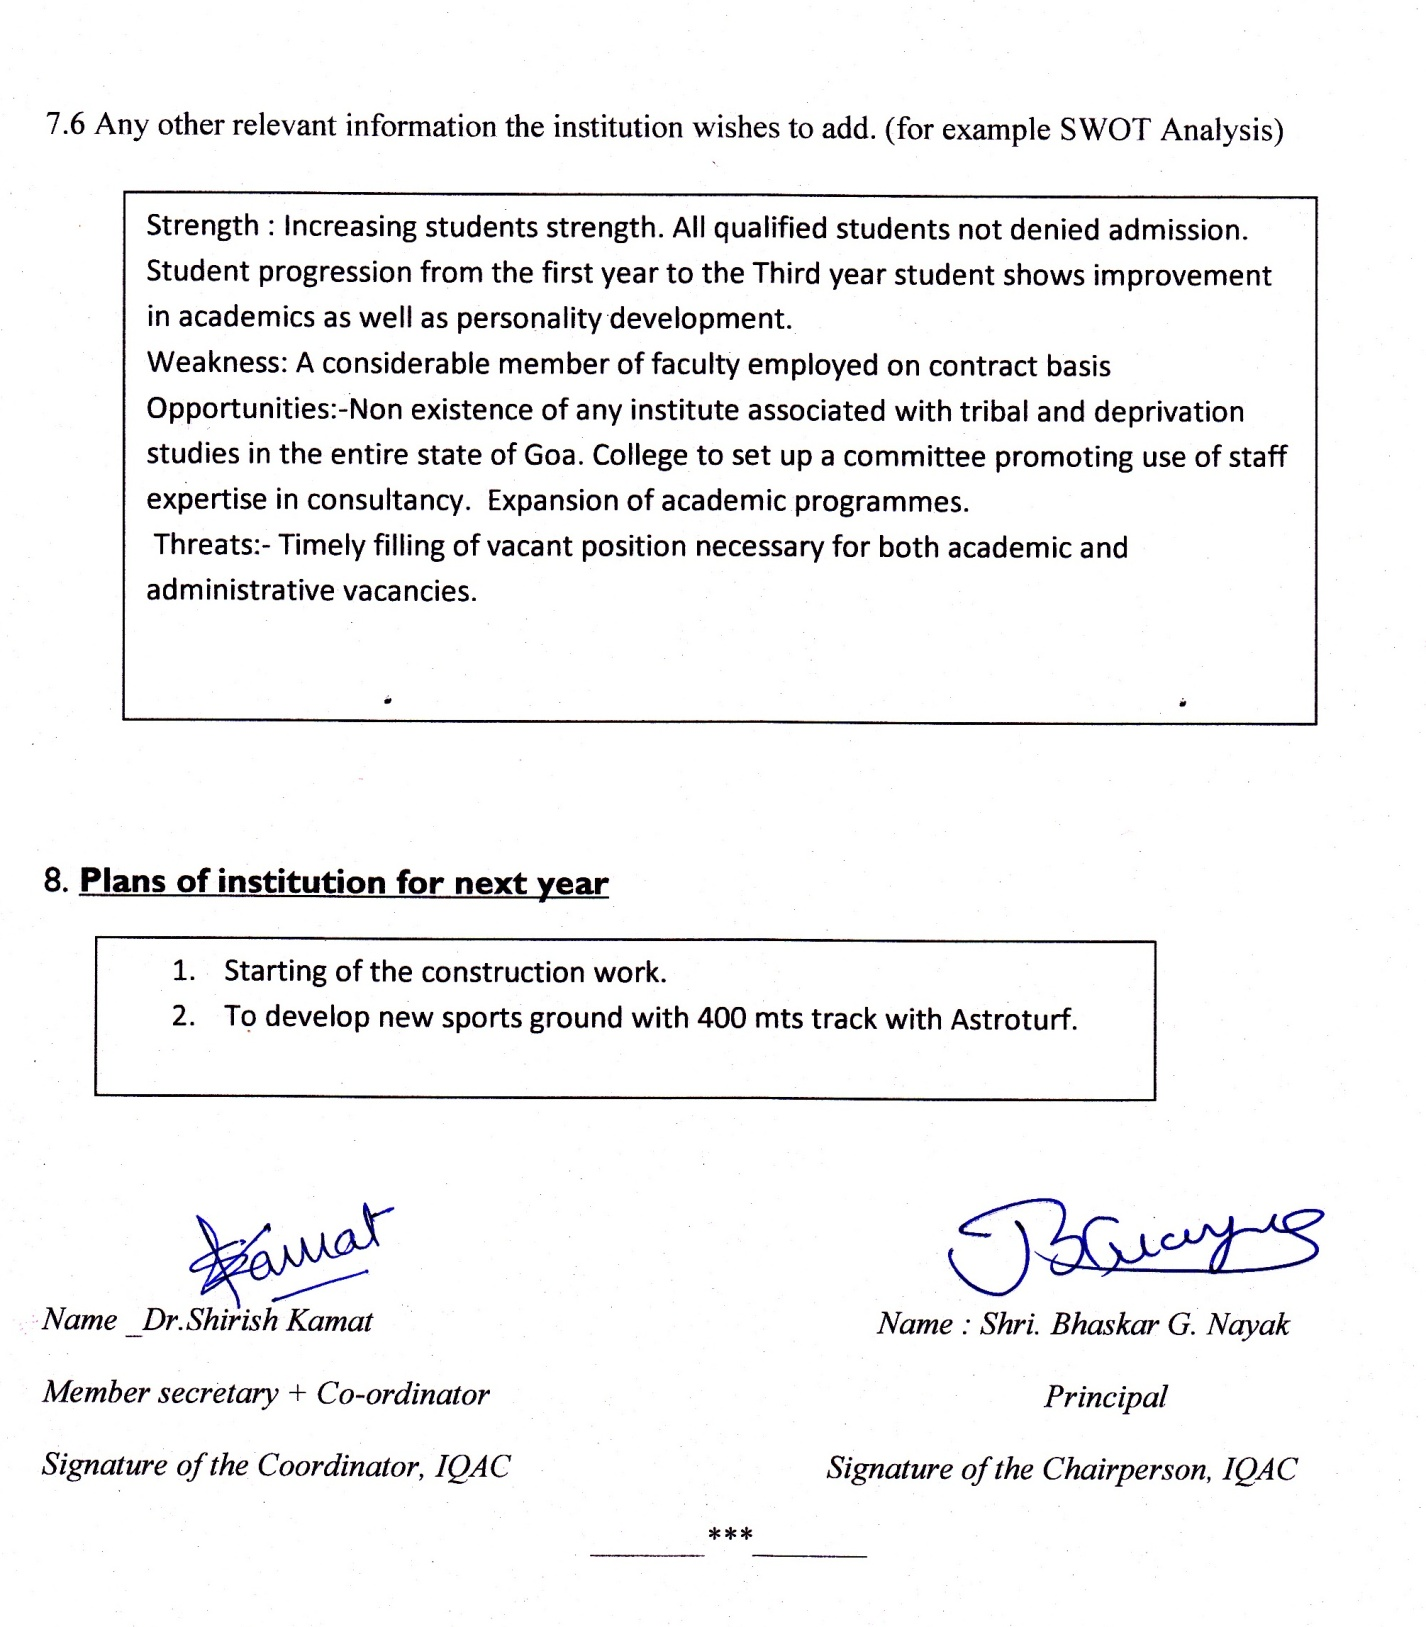 7.6 Any other relevant information the institution wishes to add. (for example SWOT Analysis)
Strength : Increasing students strength. All qualified students not denied admission.
Student progression from the first year to the Third year student shows improvement
in academics as well as personality development.
Weakness: A considerable member of faculty employed on contract basis
Opportunities:-Non existence of any institute associated with tribal and deprivation
studies in the entire state of Goa. College to set up a committee promoting use of staff
expertise in consultancy.  Expansion of academic programmes.
Threats:- Timely filling of vacant position necessary for both academic and
administrative vacancies.
8. Plans of institution for next year
1. Starting of the construction work.
2. To develop new sports ground with 400 mts track with Astroturf.
Kamat
Name _Dr.Shirish Kamat
Name : Shri. Bhaskar G. Nayak
Member secretary + Co-ordinator
Principal
Signature of the Coordinator, IQAC
Signature of the Chairperson, IQAC
_______***_______